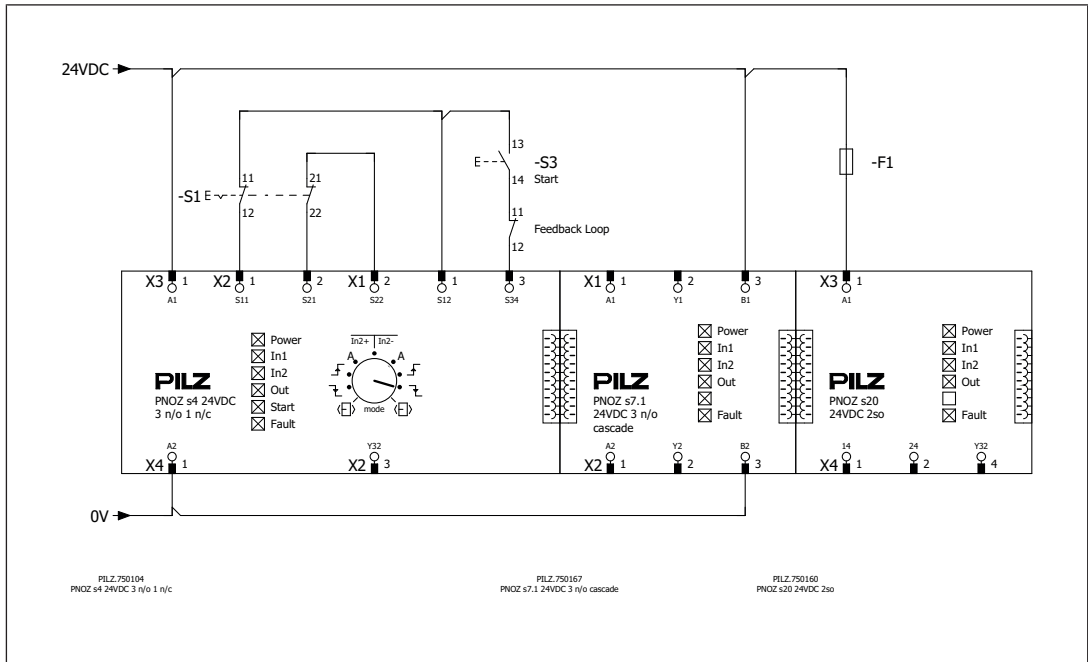 24VDC
13
E -S3
14 Start
-F1
11 21
-S1 E
12 22
11
Feedback Loop
12
X3 1 X2 1 2 X1 2 1 3 X1 1 2 3 X3 1
A1 S11 S21 S22 S12 S34 A1 Y1 B1 A1
In2+ In2-
A A
mode
Power
In1
In2
Out
Start
Fault
PILZ
PNOZ s4 24VDC
3 n/o 1 n/c
Power
In1
In2
Out
Fault
PILZ
PNOZ s7.1
24VDC 3 n/o
cascade
Power
In1
In2
Out
Fault
PILZ
PNOZ s20
24VDC 2so
A2 Y32 A2 Y2 B2 14 24 Y32
X4 1 X2 3 X2 1 2 3 X4 1 2 4
0V
PILZ.750104
PNOZ s4 24VDC 3 n/o 1 n/c
PILZ.750167
PNOZ s7.1 24VDC 3 n/o cascade
PILZ.750160
PNOZ s20 24VDC 2so